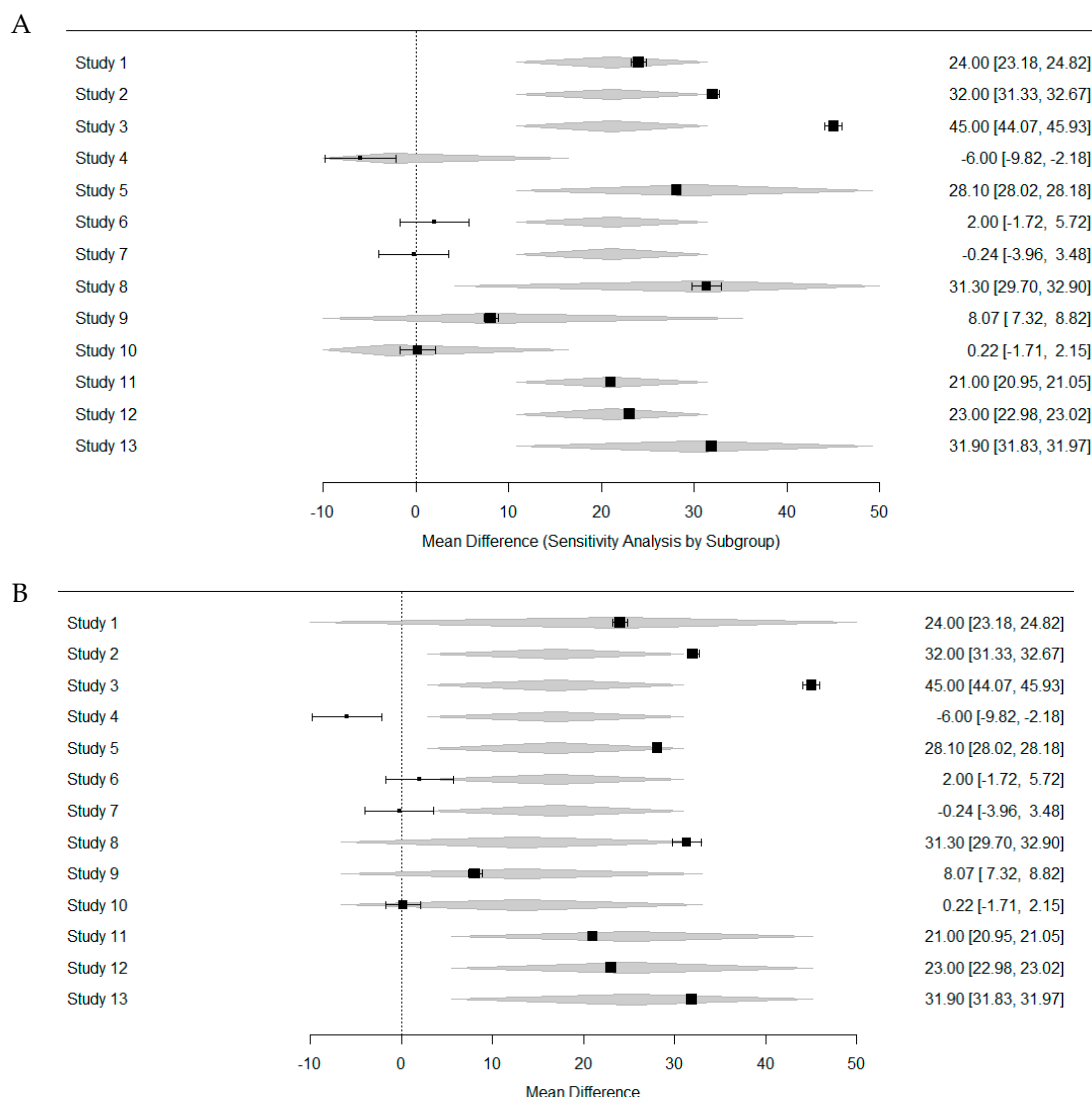 A
Study 1 24.00 [23.18, 24.82]
Study 2 32.00 [31.33, 32.67]
Study 3 45.00 [44.07, 45.93]
Study 4 -6.00 [-9.82, -2.18]
Study 5 28.10 [28.02, 28.18]
Study 6 2.00 [-1.72, 5.72]
Study 7 -0.24 [-3.96, 3.48]
Study 8 31.30 [29.70, 32.90]
Study 9 8.07 [ 7.32, 8.82]
Study 10 0.22 [-1.71, 2.15]
Study 11 21.00 [20.95, 21.05]
Study 12 23.00 [22.98, 23.02]
Study 13 31.90 [31.83, 31.97]
-10 0 10 20 30 40 50
Mean Difference (Sensitivity Analysis by Subgroup)
B
Study 1 24.00 [23.18, 24.82]
Study 2 32.00 [31.33, 32.67]
Study 3 45.00 [44.07, 45.93]
Study 4 -6.00 [-9.82, -2.18]
Study 5 28.10 [28.02, 28.18]
Study 6 2.00 [-1.72, 5.72]
Study 7 -0.24 [-3.96, 3.48]
Study 8 31.30 [29.70, 32.90]
Study 9 8.07 [ 7.32, 8.82]
Study 10 0.22 [-1.71, 2.15]
Study 11 21.00 [20.95, 21.05]
Study 12 23.00 [22.98, 23.02]
Study 13 31.90 [31.83, 31.97]
-10 0 10 20 30 40 50
Mean Difference